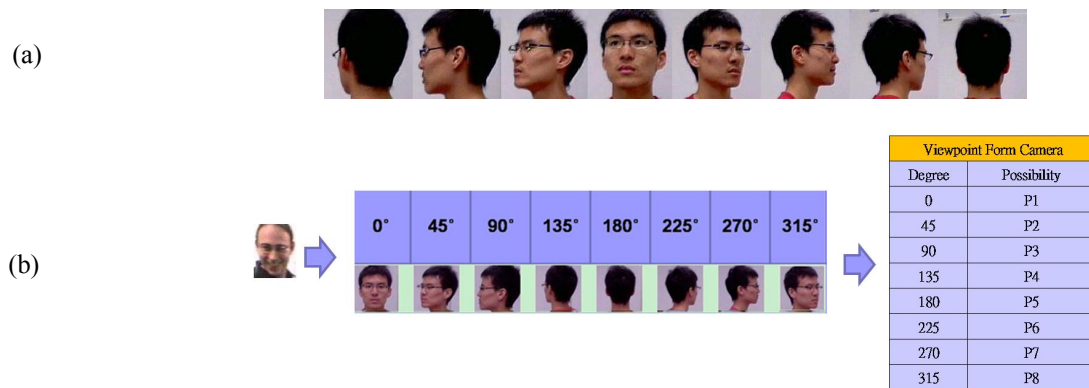 (a)
(b)
0° 45° 90° 135° 180° 225° 270° 315°
Viewpoint Form Camera
Degree Possibility
0 P1
45 P2
90 P3
135 P4
180 P5
225 P6
270 P7
315 P8